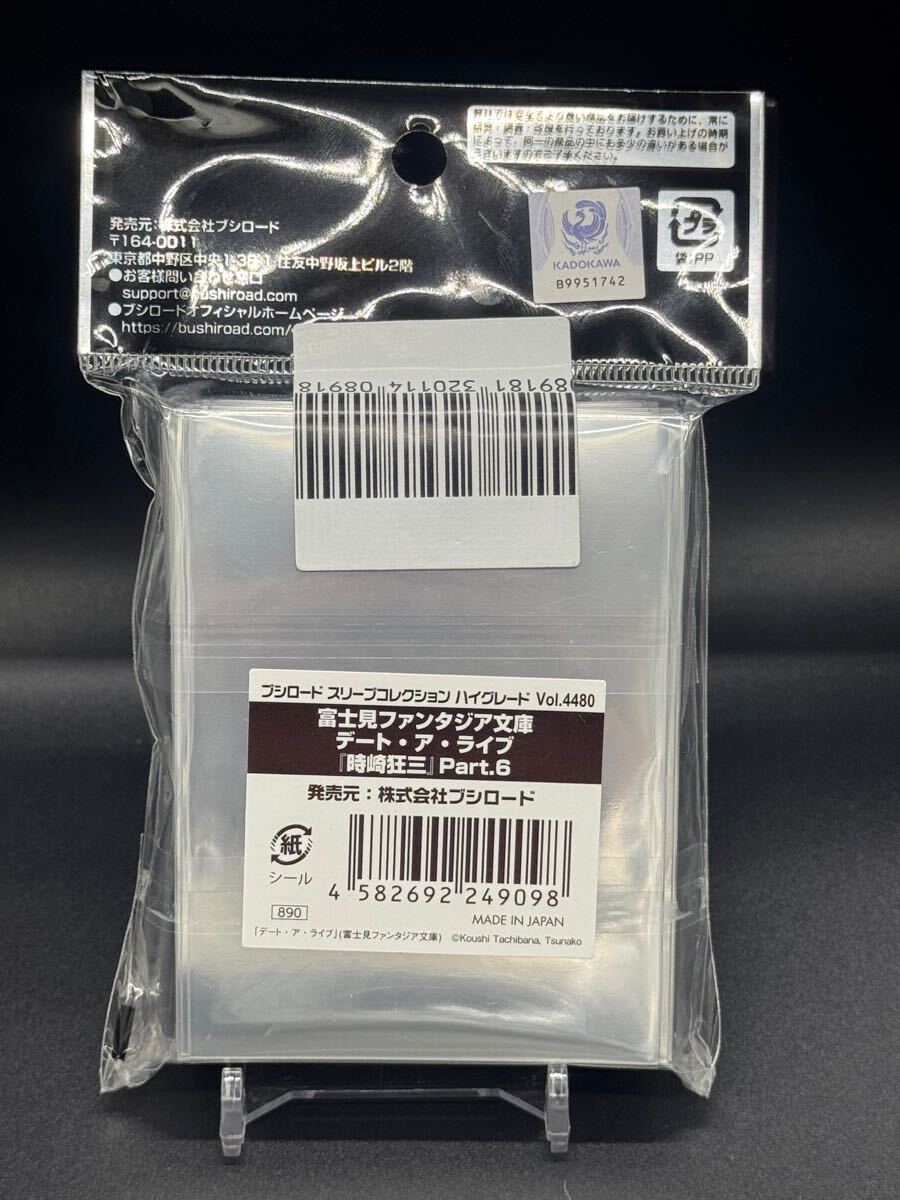 発売元:株式会社ブシロード
〒164-0011
東京都中野区中央1-38-1 住友中野坂上ビル2階
●お客様問い合わせ窓口
support@bushiroad.com
●ブシロードオフィシャルホームページ
https://bushiroad.com/
より良い商品をお届けするために、常に
研究・調査・改良を行っております。お買い上げの時期
によって、同一の商品の中にも多少の違いがある場合が
ございますのでご了承ください。
KADOKAWA
B9951742
プラ
袋:PP
89181 320114 08918
ブシロード スリーブコレクション ハイグレード Vol.4480
富士見ファンタジア文庫
デート・ア・ライブ
『時崎狂三』Part.6
発売元:株式会社ブシロード
紙
シール
4 582692 249098
890
MADE IN JAPAN
「デート・ア・ライブ」(富士見ファンタジア文庫) ©Koushi Tachibana, Tsunako